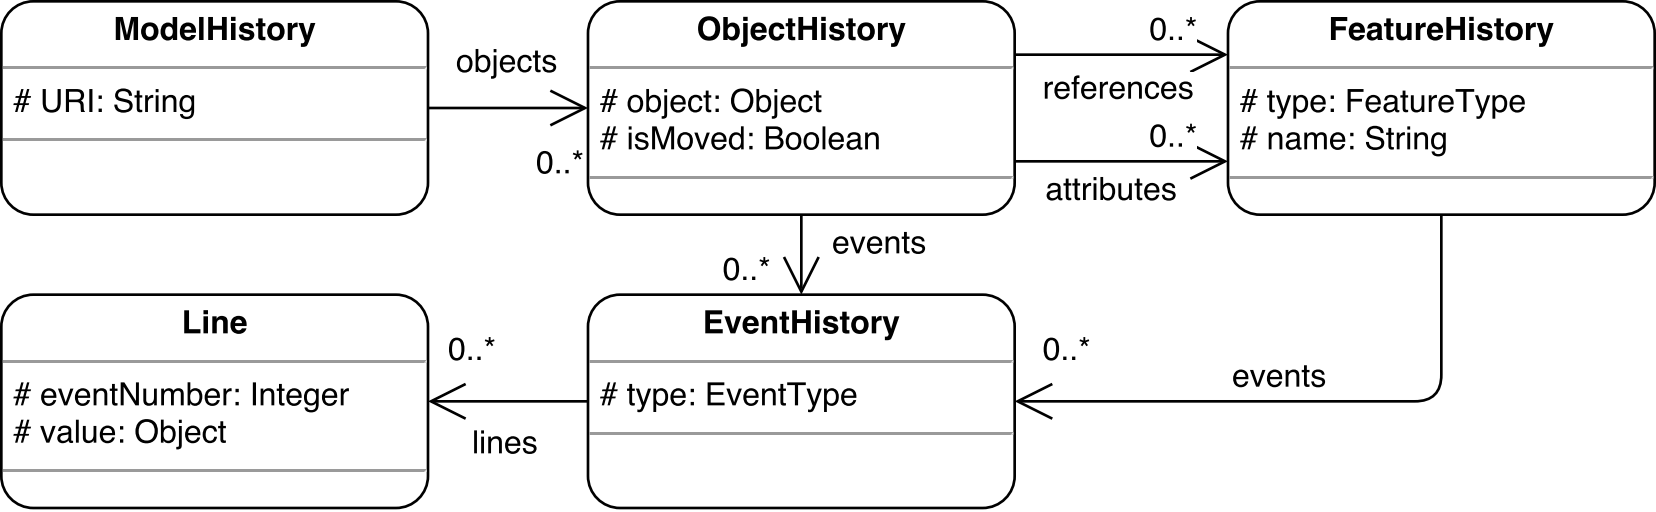 ModelHistory
# URI: String
objects
0..*
ObjectHistory
# object: Object
# isMoved: Boolean
0..*
references
0..*
attributes
FeatureHistory
# type: FeatureType
# name: String
events
0..*
Line
# eventNumber: Integer
# value: Object
0..*
lines
EventHistory
# type: EventType
0..*
events